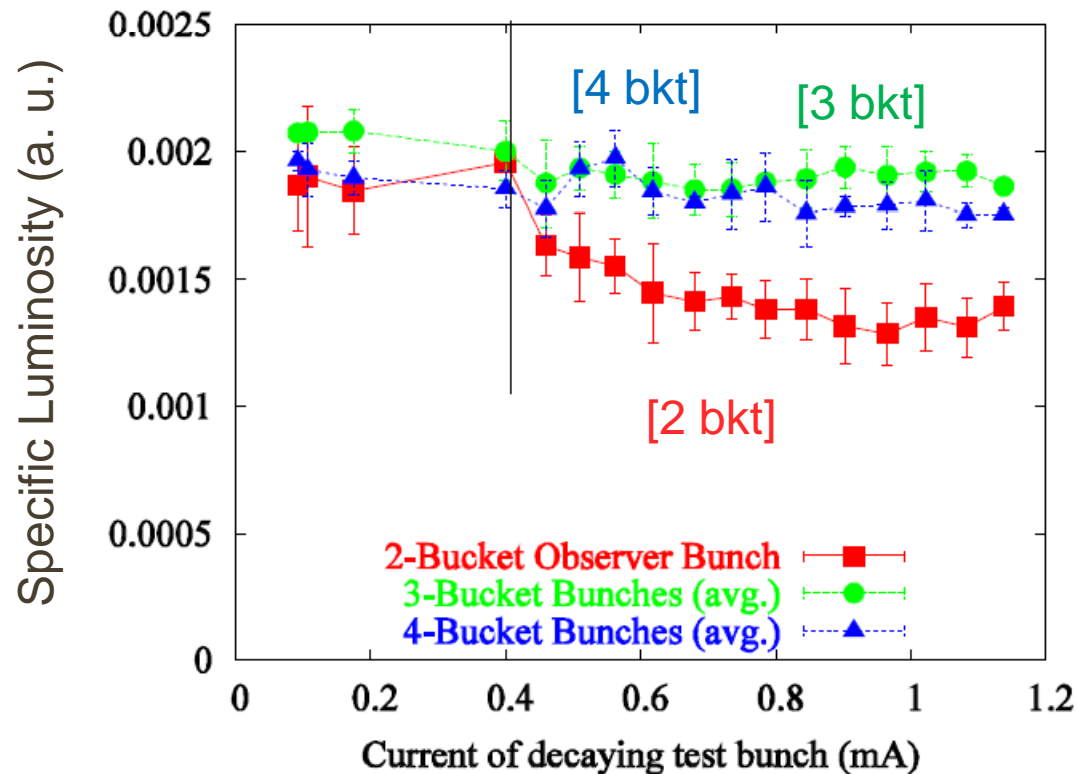 Specific Luminosity (a. u.)
0.0025
0.002
0.0015
0.001
0.0005
0
[4 bkt]
[3 bkt]
[2 bkt]
2-Bucket Observer Bunch
3-Bucket Bunches (avg.)
4-Bucket Bunches (avg.)
0 0.2 0.4 0.6 0.8 1 1.2
Current of decaying test bunch (mA)